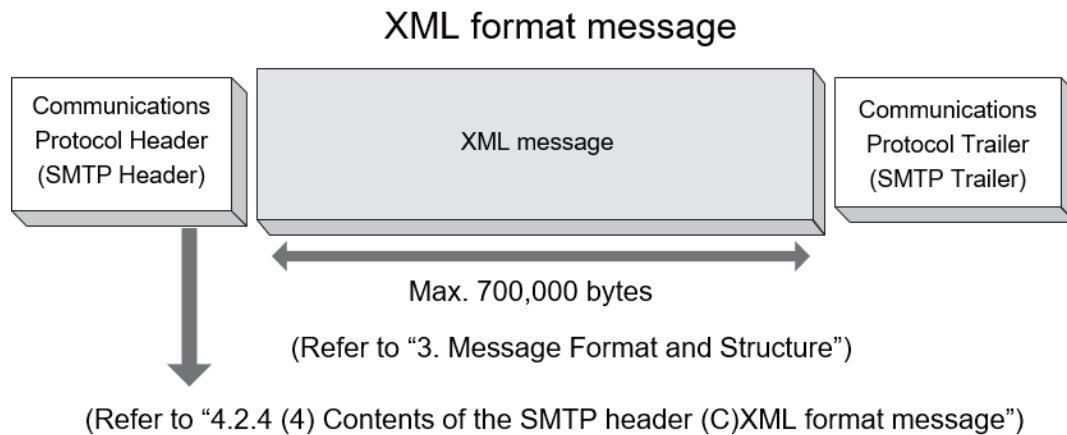 XML format message
Communications
Protocol Header
(SMTP Header)
XML message
Communications
Protocol Trailer
(SMTP Trailer)
Max. 700,000 bytes
(Refer to “3. Message Format and Structure”)
(Refer to “4.2.4 (4) Contents of the SMTP header (C)XML format message”)